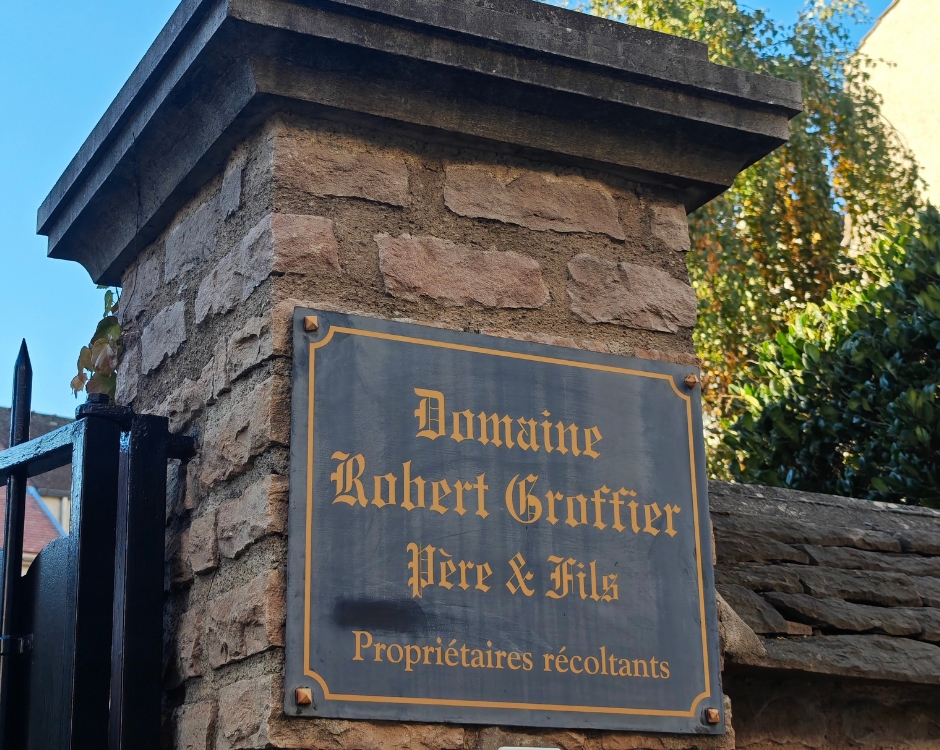 Domaine
Robert Groffier
Père & Fils
Propriétaires récoltants